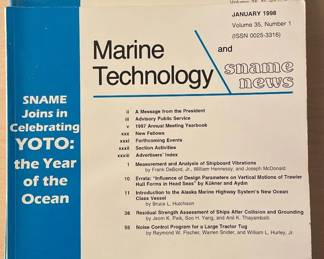 JANUARY 1998
Volume 35, Number 1
(ISSN 0025-3316)
Marine
Technology
and
sname
news
SNAME
Joins in
Celebrating
YOTO:
the Year
of the
Ocean
ii A Message from the President
iii Advisory Public Service
v 1997 Annual Meeting Yearbook
xxx New Fellows
xxxi Forthcoming Events
xxxii Section Activities
xxxiii Advertisers' Index
1 Measurement and Analysis of Shipboard Vibrations
by Frank DeBord, Jr., William Hennessy, and Joseph McDonald
10 Errata: "Influence of Design Parameters on Vertical Motions of Trawler
Hull Forms in Head Seas" by Kükner and Aydın
11 Introduction to the Alaska Marine Highway System's New Ocean
Class Vessel
by Bruce L. Hutchison
38 Residual Strength Assessment of Ships After Collision and Grounding
by Jeom K. Paik, Soo H. Yang, and Anil K. Thayamballi
55 Noise Control Program for a Large Tractor Tug
by Raymond W. Fischer, Warren Snider, and William L. Hurley, Jr.